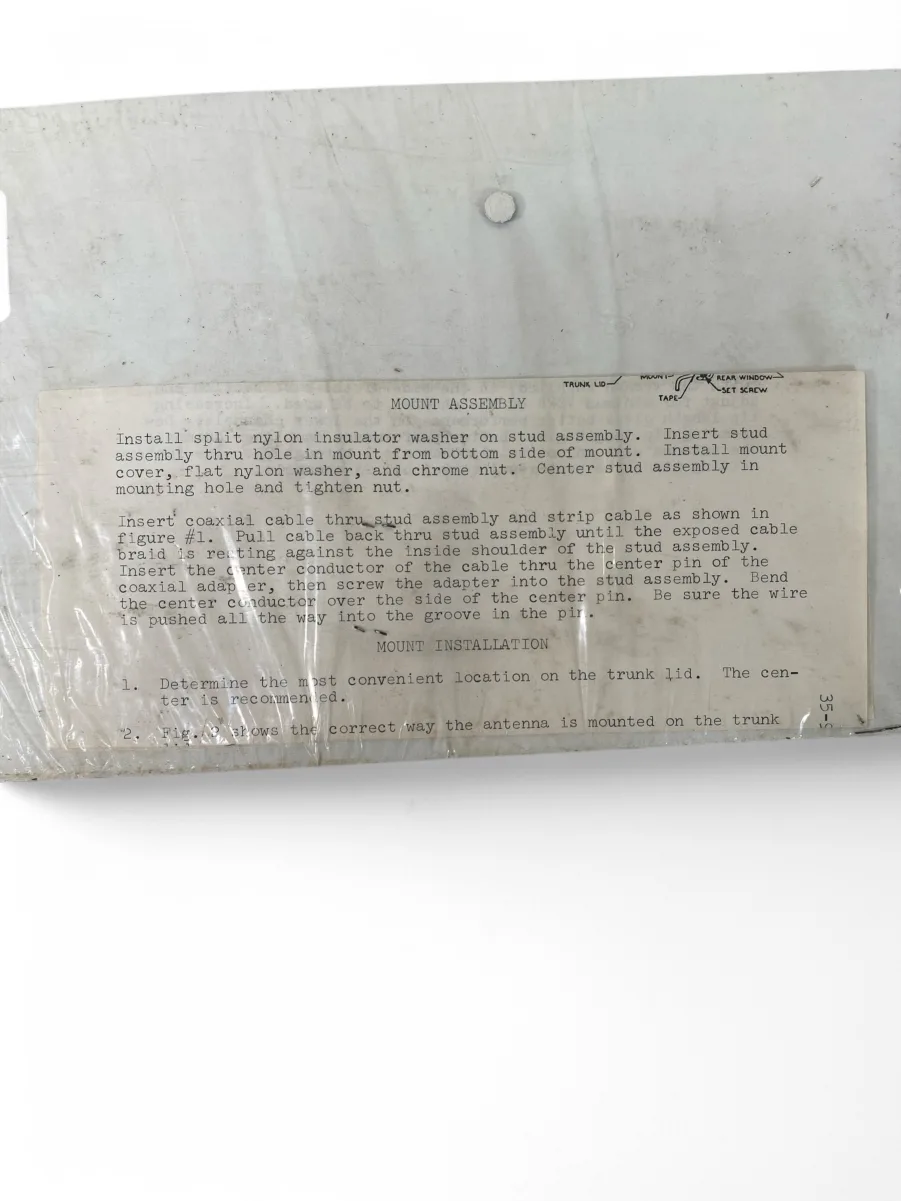 MOUNT
REAR WINDOW
TRUNK LID
SET SCREW
TAPE
MOUNT ASSEMBLY
Install split nylon insulator washer on stud assembly. Insert stud
assembly thru hole in mount from bottom side of mount. Install mount
cover, flat nylon washer, and chrome nut. Center stud assembly in
mounting hole and tighten nut.
Insert coaxial cable thru stud assembly and strip cable as shown in
figure #1. Pull cable back thru stud assembly until the exposed cable
braid is resting against the inside shoulder of the stud assembly.
Insert the center conductor of the cable thru the center pin of the
coaxial adapter, then screw the adapter into the stud assembly. Bend
the center conductor over the side of the center pin. Be sure the wire
is pushed all the way into the groove in the pin.
MOUNT INSTALLATION
1. Determine the most convenient location on the trunk lid. The cen-
ter is recommended.
2. Fig. 2 shows the correct way the antenna is mounted on the trunk
35-